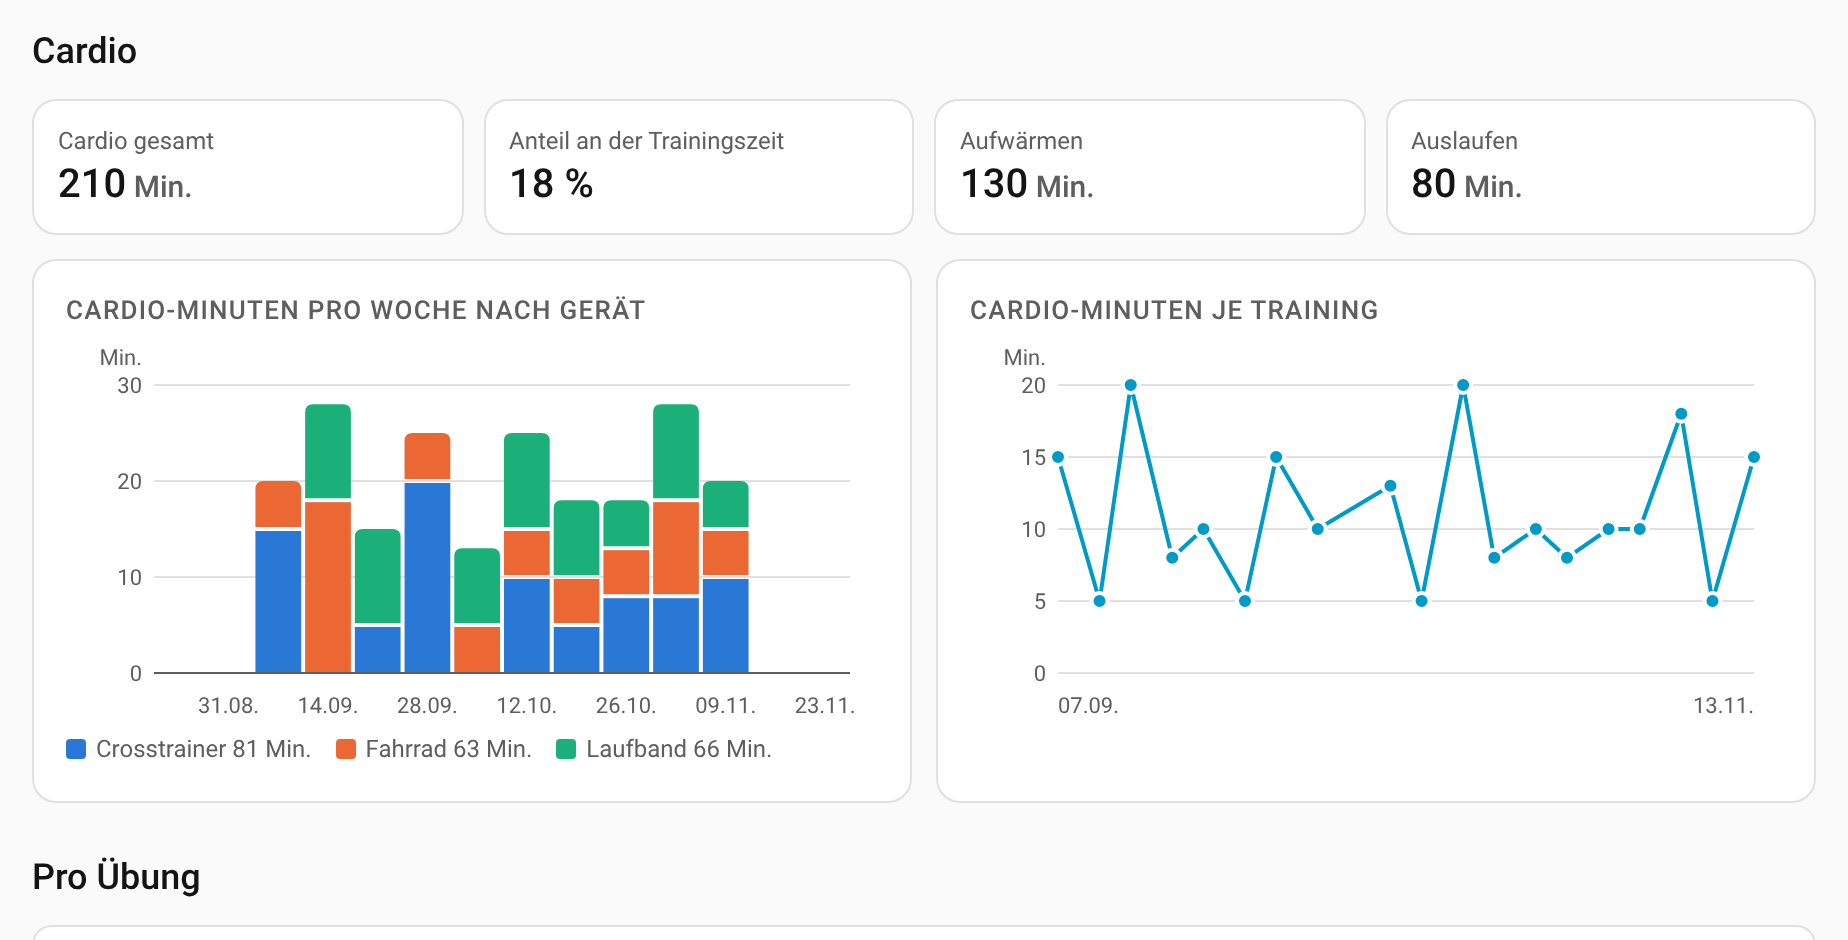 Cardio
Cardio gesamt
210 Min.
Anteil an der Trainingszeit
18 %
Aufwärmen
130 Min.
Auslaufen
80 Min.
CARDIO-MINUTEN PRO WOCHE NACH GERÄT
Min.
30
20
10
0
31.08. 14.09. 28.09. 12.10. 26.10. 09.11. 23.11.
Crosstrainer 81 Min. Fahrrad 63 Min. Laufband 66 Min.
CARDIO-MINUTEN JE TRAINING
Min.
20
15
10
5
0
07.09. 13.11.
Pro Übung